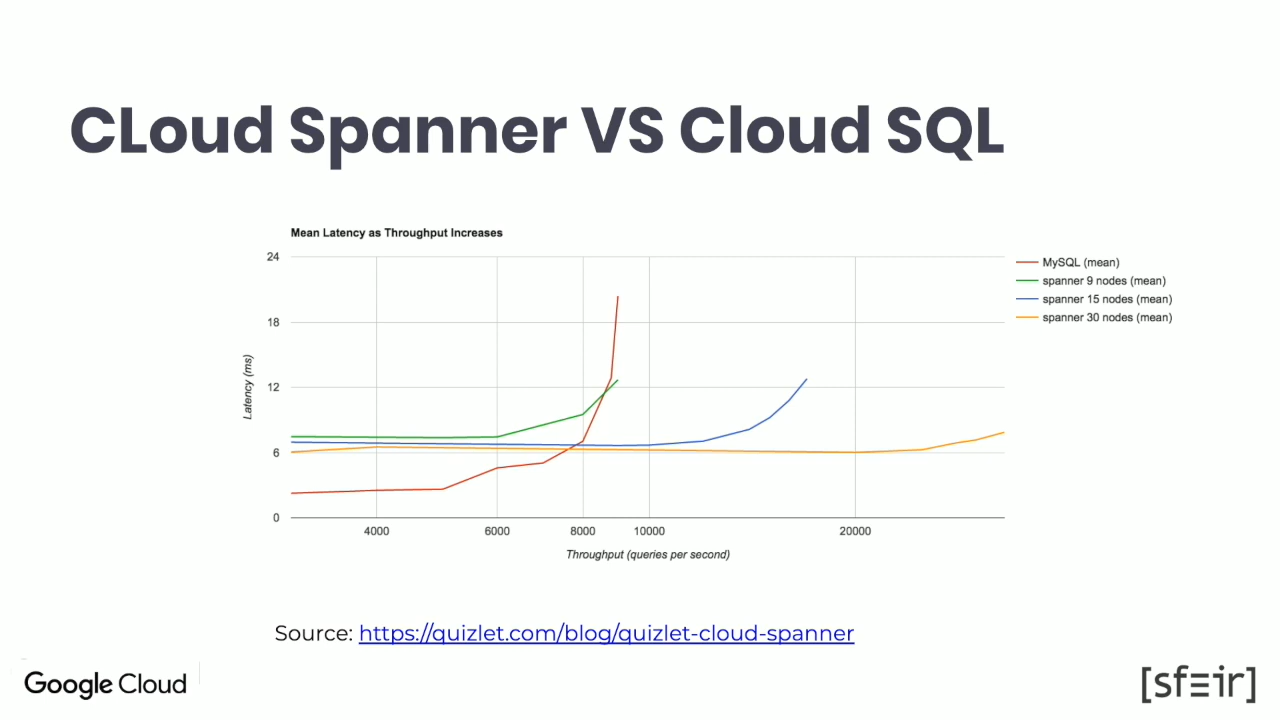 CLoud Spanner VS Cloud SQL
Mean Latency as Throughput Increases
24
18
12
6
0
Latency (ms)
4000
6000
8000
10000
20000
Throughput (queries per second)
MySQL (mean)
spanner 9 nodes (mean)
spanner 15 nodes (mean)
spanner 30 nodes (mean)
Source: https://quizlet.com/blog/quizlet-cloud-spanner
Google Cloud
[sfeir]